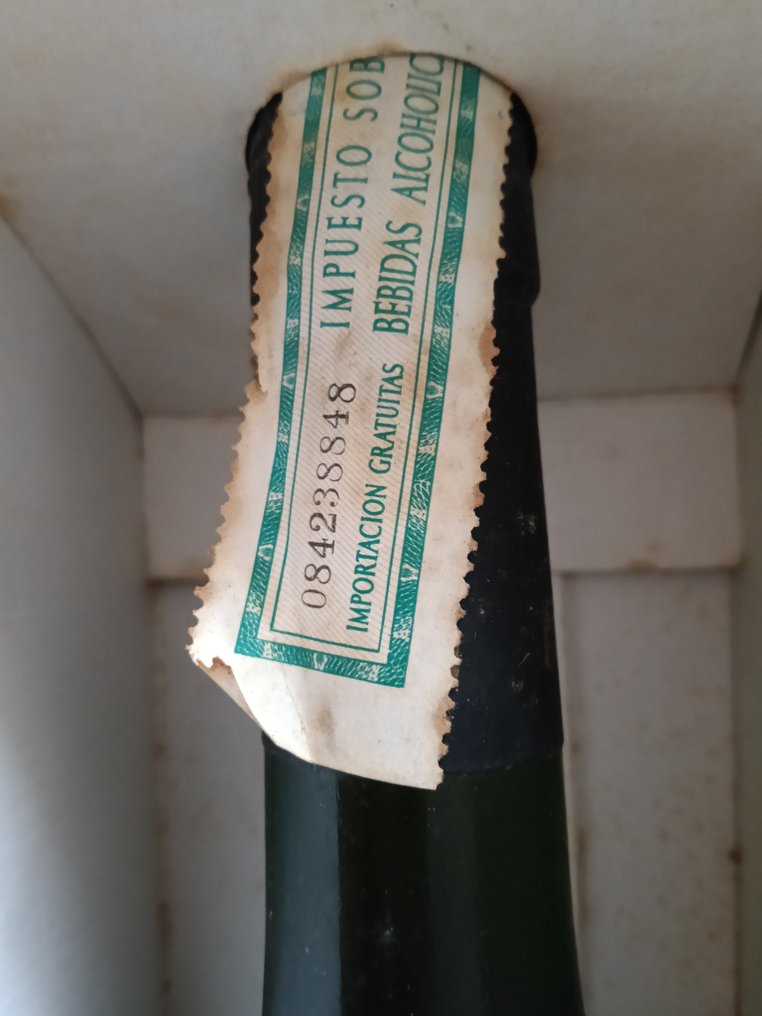 IMPUESTO SOB
BEBIDAS ALCOHOLIC
084238848
IMPORTACION GRATUITAS